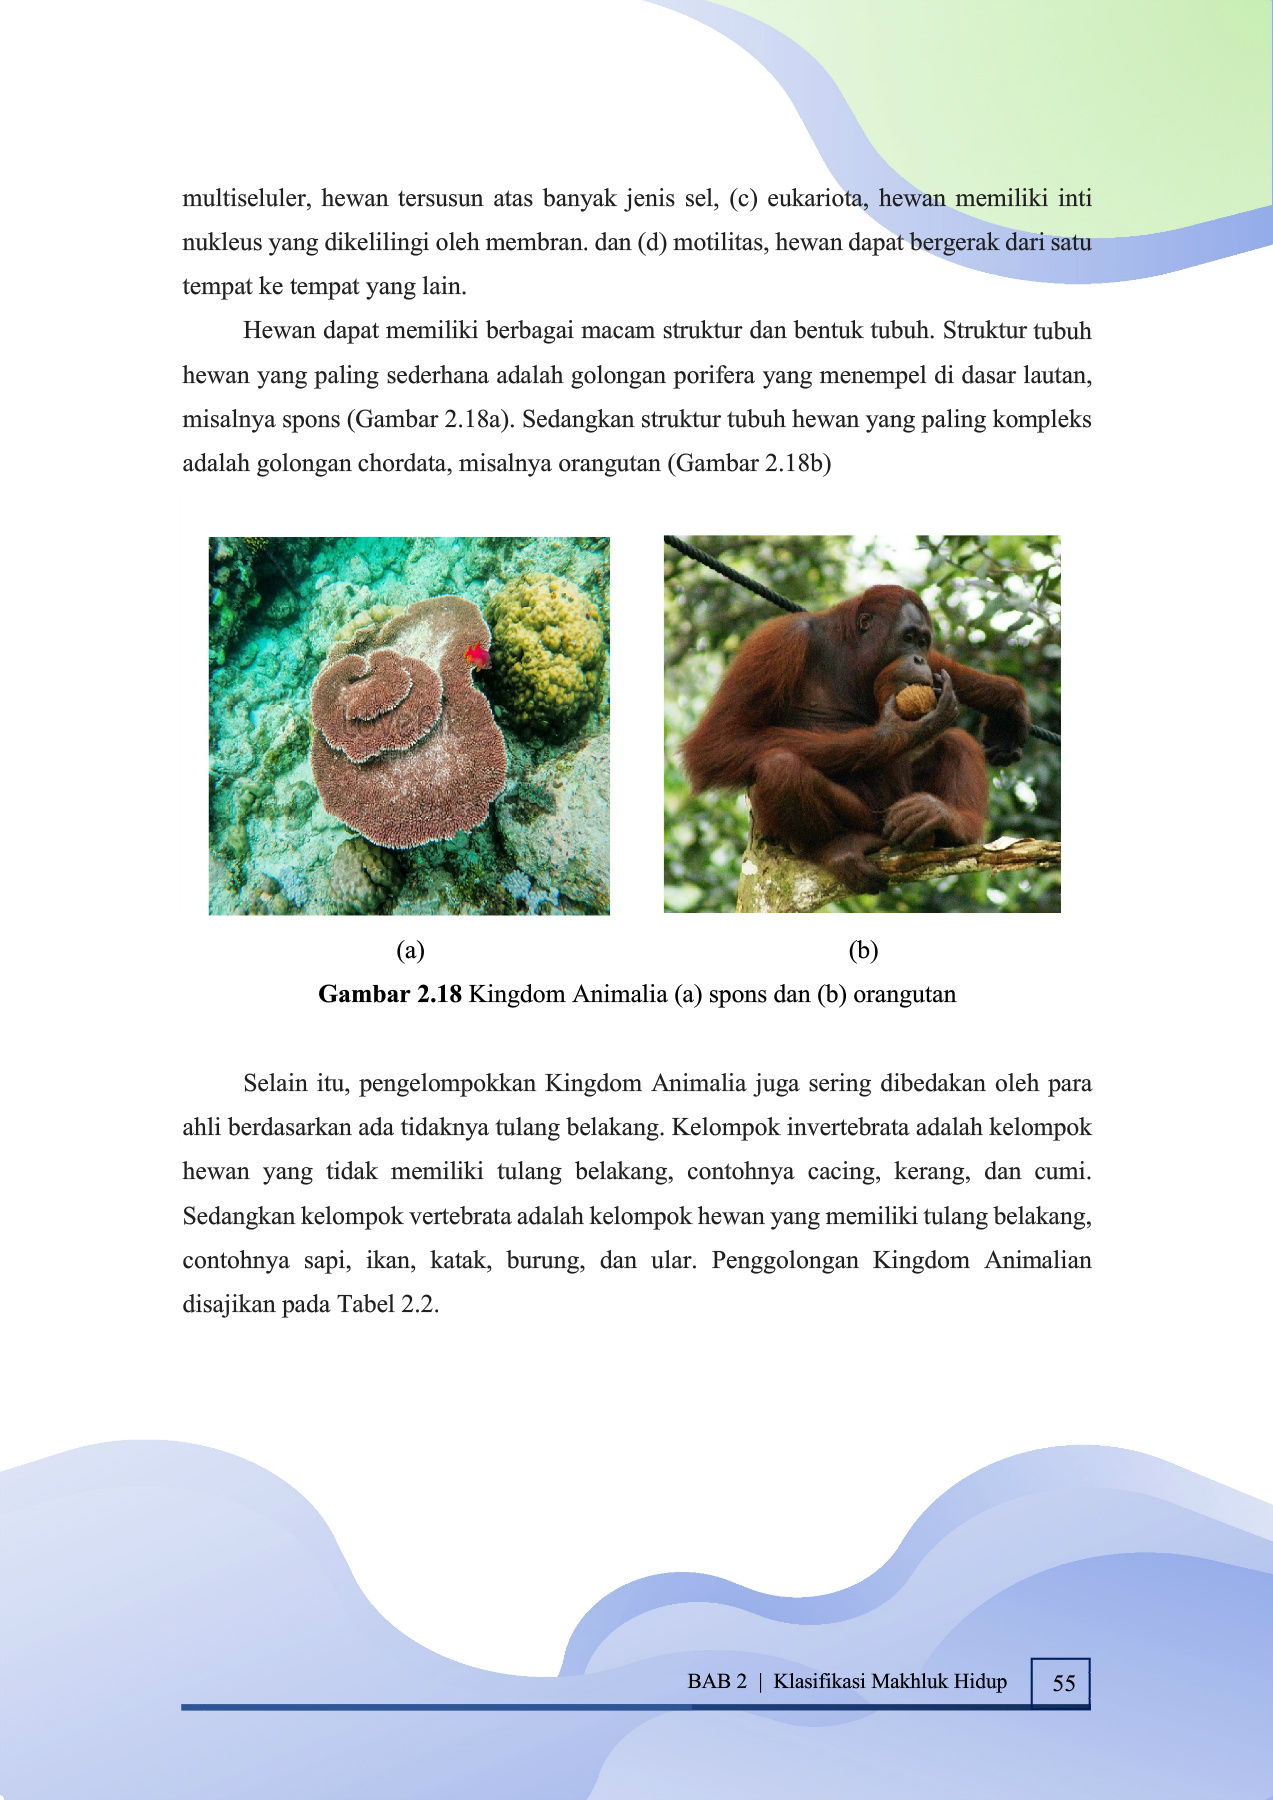 multiseluler, hewan tersusun atas banyak jenis sel, (c) eukariota, hewan memiliki inti
nukleus yang dikelilingi oleh membran. dan (d) motilitas, hewan dapat bergerak dari satu
tempat ke tempat yang lain.
Hewan dapat memiliki berbagai macam struktur dan bentuk tubuh. Struktur tubuh
hewan yang paling sederhana adalah golongan porifera yang menempel di dasar lautan,
misalnya spons (Gambar 2.18a). Sedangkan struktur tubuh hewan yang paling kompleks
adalah golongan chordata, misalnya orangutan (Gambar 2.18b)
(a)
(b)
Gambar 2.18 Kingdom Animalia (a) spons dan (b) orangutan
Selain itu, pengelompokkan Kingdom Animalia juga sering dibedakan oleh para
ahli berdasarkan ada tidaknya tulang belakang. Kelompok invertebrata adalah kelompok
hewan yang tidak memiliki tulang belakang, contohnya cacing, kerang, dan cumi.
Sedangkan kelompok vertebrata adalah kelompok hewan yang memiliki tulang belakang,
contohnya sapi, ikan, katak, burung, dan ular. Penggolongan Kingdom Animalian
disajikan pada Tabel 2.2.
BAB 2 | Klasifikasi Makhluk Hidup
55